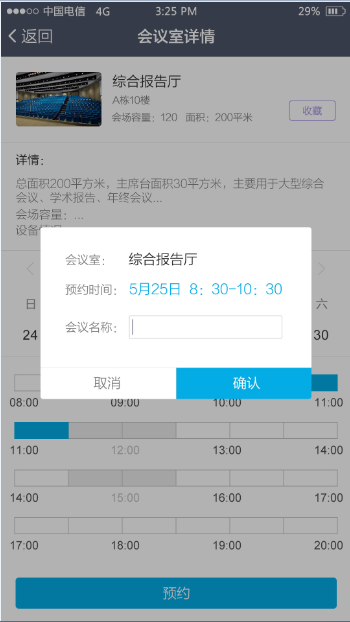 中国电信 4G 3:25 PM 29%
返回 会议室详情
综合报告厅
A栋10楼
会场容量：120 面积：200平米
收藏
详情：
总面积200平方米，主席台面积30平方米，主要用于大型综合
会议、学术报告、年终会议...
会场容量：...
会议室： 综合报告厅
预约时间： 5月25日 8：30-10：30
会议名称：
取消 确认
日 六
24 30
08:00 09:00 10:00 11:00
11:00 12:00 13:00 14:00
14:00 15:00 16:00 17:00
17:00 18:00 19:00 20:00
预约